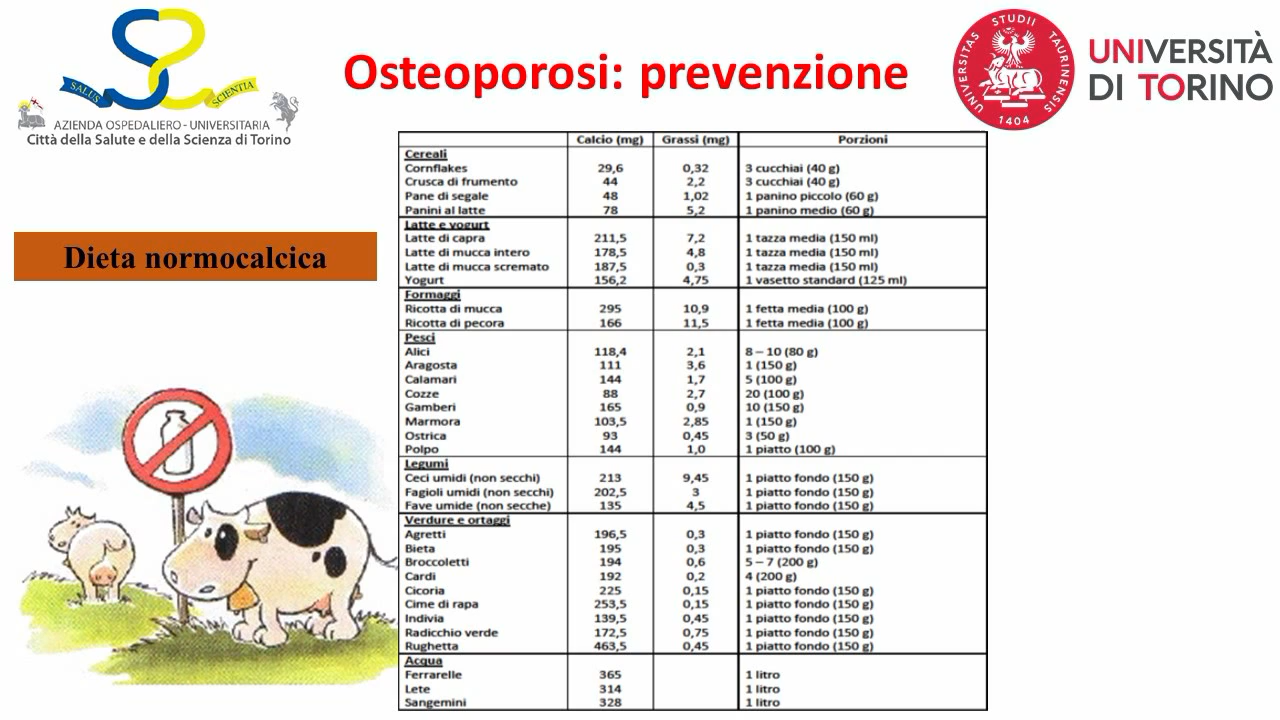 SALUS
SCIENTIA
AZIENDA OSPEDALIERO - UNIVERSITARIA
Città della Salute e della Scienza di Torino
Osteoporosi: prevenzione
UNIVERSITAS STUDII TAURINENSIS
1404
UNIVERSITÀ
DI TORINO
Dieta normocalcica
Calcio (mg) Grassi (mg) Porzioni
Cereali
Cornflakes 29,6 0,32 3 cucchiai (40 g)
Crusca di frumento 44 2,2 3 cucchiai (40 g)
Pane di segale 48 1,02 1 panino piccolo (60 g)
Panini al latte 78 5,2 1 panino medio (60 g)
Latte e yogurt
Latte di capra 211,5 7,2 1 tazza media (150 ml)
Latte di mucca intero 178,5 4,8 1 tazza media (150 ml)
Latte di mucca scremato 187,5 0,3 1 tazza media (150 ml)
Yogurt 156,2 4,75 1 vasetto standard (125 ml)
Formaggi
Ricotta di mucca 295 10,9 1 fetta media (100 g)
Ricotta di pecora 166 11,5 1 fetta media (100 g)
Pesci
Alici 118,4 2,1 8 – 10 (80 g)
Aragosta 111 3,6 1 (150 g)
Calamari 144 1,7 5 (100 g)
Cozze 88 2,7 20 (100 g)
Gamberi 165 0,9 10 (150 g)
Marmora 103,5 2,85 1 (150 g)
Ostrica 93 0,45 3 (50 g)
Polpo 144 1,0 1 piatto (100 g)
Legumi
Ceci umidi (non secchi) 213 9,45 1 piatto fondo (150 g)
Fagioli umidi (non secchi) 202,5 3 1 piatto fondo (150 g)
Fave umide (non secche) 135 4,5 1 piatto fondo (150 g)
Verdure e ortaggi
Agretti 196,5 0,3 1 piatto fondo (150 g)
Bieta 195 0,3 1 piatto fondo (150 g)
Broccoletti 194 0,6 5 – 7 (200 g)
Cardi 192 0,2 4 (200 g)
Cicoria 225 0,15 1 piatto fondo (150 g)
Cime di rapa 253,5 0,15 1 piatto fondo (150 g)
Indivia 139,5 0,45 1 piatto fondo (150 g)
Radicchio verde 172,5 0,75 1 piatto fondo (150 g)
Rughetta 463,5 0,45 1 piatto fondo (150 g)
Acqua
Ferrarelle 365 1 litro
Lete 314 1 litro
Sangemini 328 1 litro